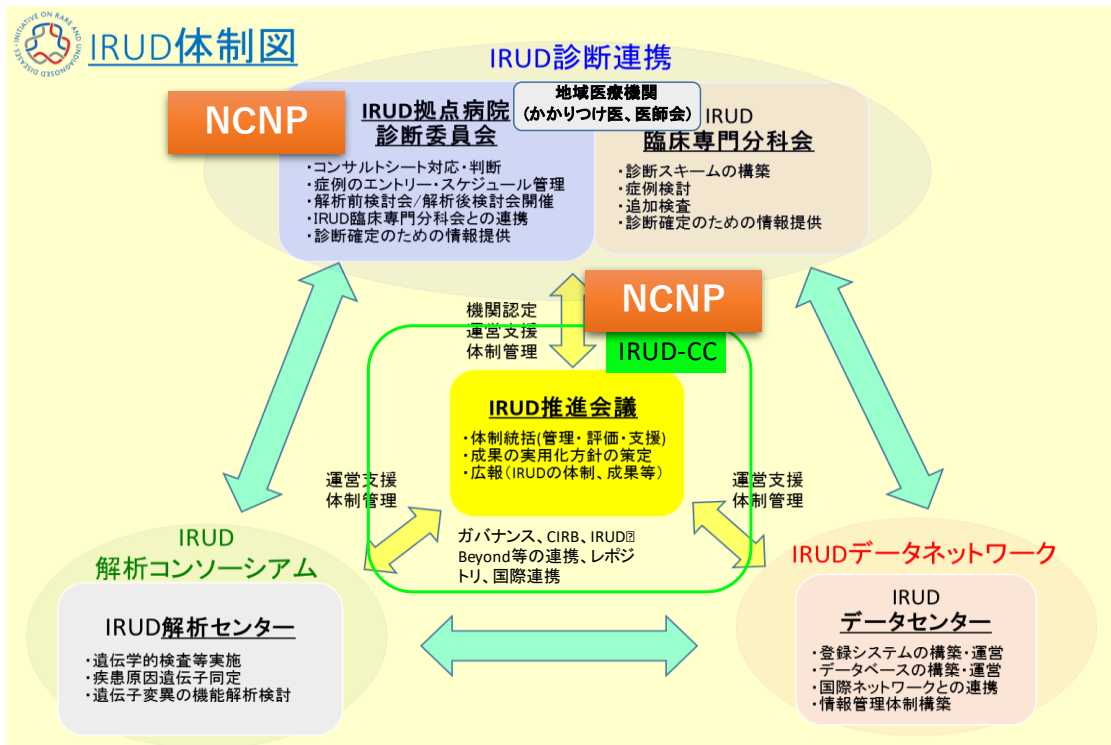 INITIATIVE ON RARE AND UNDIAGNOSED DISEASES
IRUD体制図
IRUD診断連携
地域医療機関
(かかりつけ医、医師会)
NCNP
IRUD拠点病院
診断委員会
・コンサルトシート対応・判断
・症例のエントリー・スケジュール管理
・解析前検討会/解析後検討会開催
・IRUD臨床専門分科会との連携
・診断確定のための情報提供
IRUD
臨床専門分科会
・診断スキームの構築
・症例検討
・追加検査
・診断確定のための情報提供
機関認定
運営支援
体制管理
NCNP
IRUD-CC
IRUD推進会議
・体制統括(管理・評価・支援)
・成果の実用化方針の策定
・広報（IRUDの体制、成果等）
運営支援
体制管理
運営支援
体制管理
ガバナンス、CIRB、IRUD
Beyond等の連携、レポジ
トリ、国際連携
IRUD
解析コンソーシアム
IRUD解析センター
・遺伝学的検査等実施
・疾患原因遺伝子同定
・遺伝子変異の機能解析検討
IRUDデータネットワーク
IRUD
データセンター
・登録システムの構築・運営
・データベースの構築・運営
・国際ネットワークとの連携
・情報管理体制構築